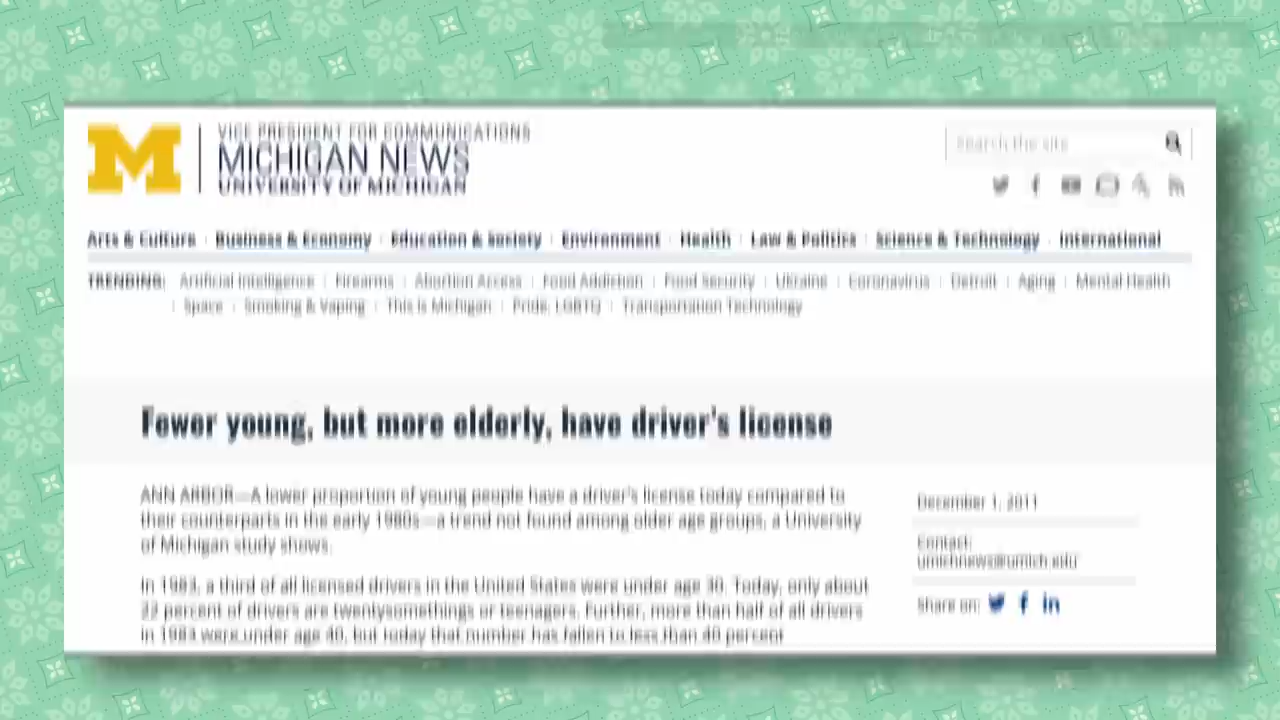 M
VICE PRESIDENT FOR COMMUNICATIONS
MICHIGAN NEWS
UNIVERSITY OF MICHIGAN
Search the site
Arts & Culture Business & Economy Education & Society Environment Health Law & Politics Science & Technology International
TRENDING: Artificial Intelligence Firearms Abortion Access Food Addiction Food Security Ukraine Coronavirus Detroit Aging Mental Health
Space Smoking & Vaping This is Michigan Pride: LGBTQ Transportation Technology
Fewer young, but more elderly, have driver's license
ANN ARBOR—A lower proportion of young people have a driver's license today compared to
their counterparts in the early 1980s—a trend not found among older age groups, a University
of Michigan study shows.
In 1983, a third of all licensed drivers in the United States were under age 30. Today, only about
22 percent of drivers are twentysomethings or teenagers. Further, more than half of all drivers
in 1983 were under age 40, but today that number has fallen to less than 40 percent
December 1, 2011
Contact:
umichnews@umich.edu
Share on: